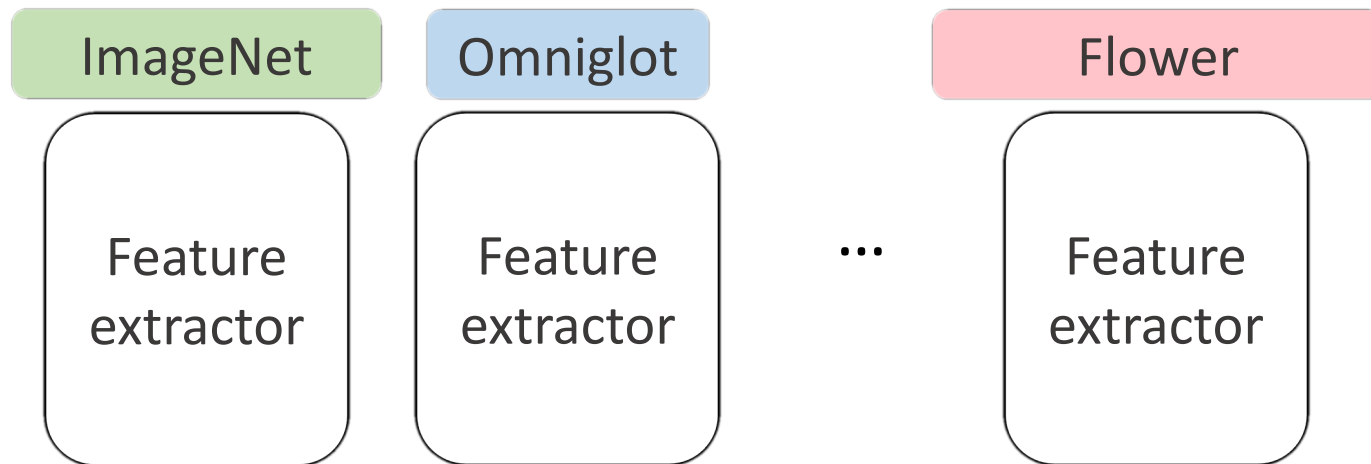 ImageNet
Omniglot
Flower
Feature
extractor
Feature
extractor
...
Feature
extractor